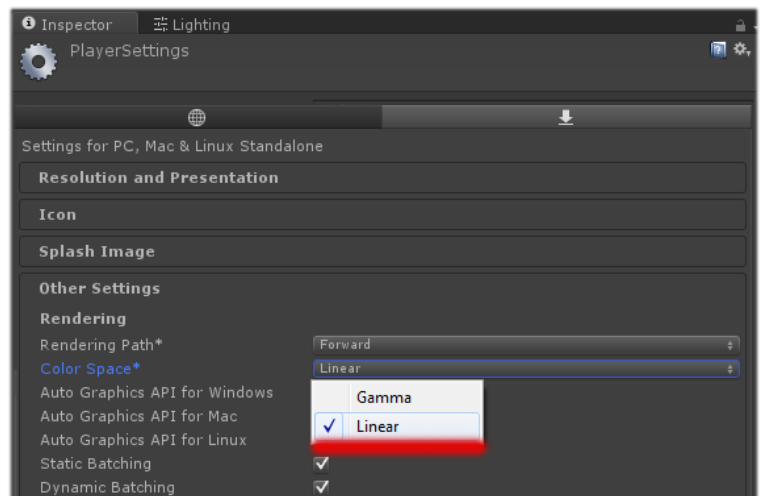 Inspector Lighting
PlayerSettings
Settings for PC, Mac & Linux Standalone
Resolution and Presentation
Icon
Splash Image
Other Settings
Rendering
Rendering Path* Forward
Color Space* Linear
Auto Graphics API for Windows
Gamma
Auto Graphics API for Mac
Linear
Auto Graphics API for Linux
Static Batching
Dynamic Batching